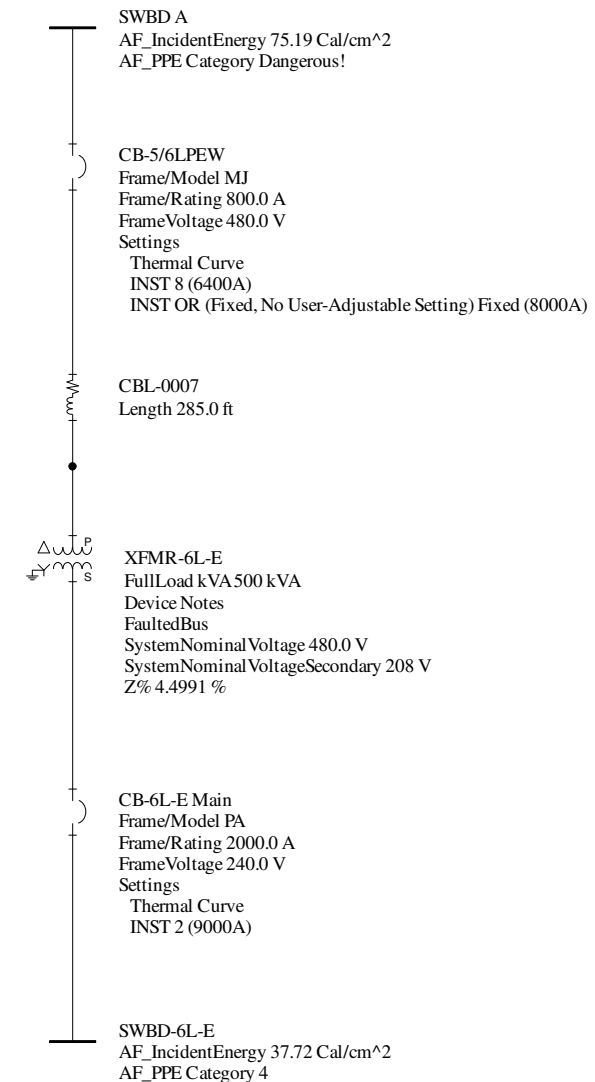 SWBD A
AF_IncidentEnergy 75.19 Cal/cm^2
AF_PPE Category Dangerous!
CB-5/6LPEW
Frame/Model MJ
Frame/Rating 800.0 A
FrameVoltage 480.0 V
Settings
Thermal Curve
INST 8 (6400A)
INST OR (Fixed, No User-Adjustable Setting) Fixed (8000A)
CBL-0007
Length 285.0 ft
P
S
XFMR-6L-E
FullLoad kVA 500 kVA
Device Notes
FaultedBus
SystemNominalVoltage 480.0 V
SystemNominalVoltageSecondary 208 V
Z% 4.4991 %
CB-6L-E Main
Frame/Model PA
Frame/Rating 2000.0 A
FrameVoltage 240.0 V
Settings
Thermal Curve
INST 2 (9000A)
SWBD-6L-E
AF_IncidentEnergy 37.72 Cal/cm^2
AF_PPE Category 4